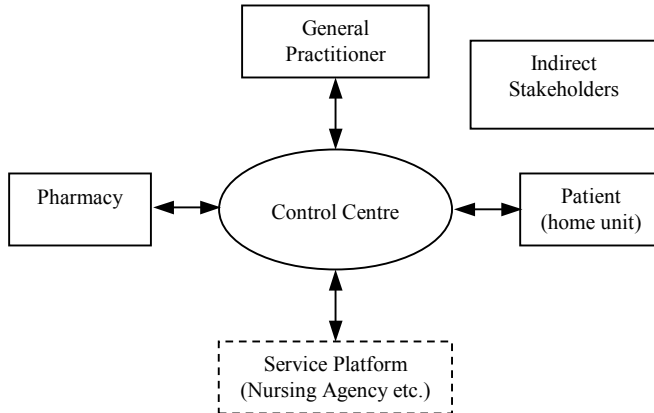 General
Practitioner
Indirect
Stakeholders
Pharmacy
Control Centre
Patient
(home unit)
Service Platform
(Nursing Agency etc.)